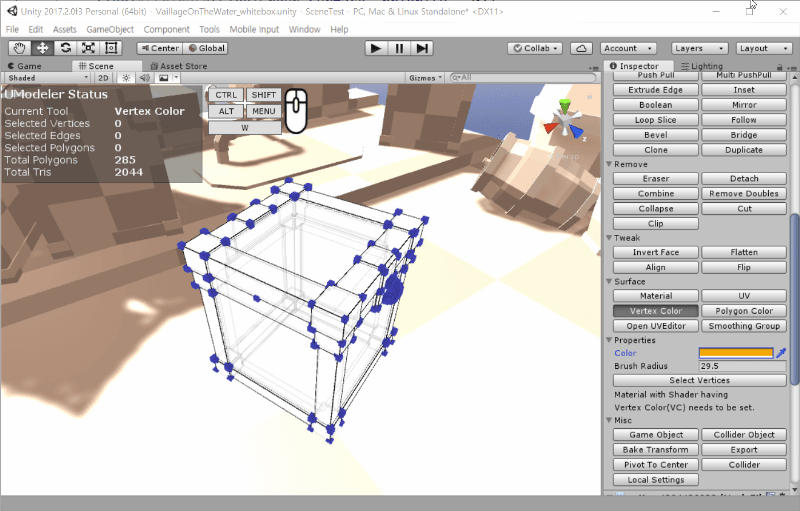 Unity 2017.2.0f3 Personal (64bit) - VaillageOnTheWater_whitebox.unity - SceneTest - PC, Mac & Linux Standalone* <DX11>
File Edit Assets GameObject Component Tools Mobile Input Window Help
Center Global Collab Account Layers Layout
Game Scene Asset Store
Shaded 2D Gizmos All
UModeler Status
Current Tool Vertex Color
Selected Vertices 0
Selected Edges 0
Selected Polygons 0
Total Polygons 285
Total Tris 2044
CTRL SHIFT
ALT MENU
W
Inspector Lighting
Push Pull Multi PushPull
Extrude Edge Inset
Boolean Mirror
Loop Slice Follow
Bevel Bridge
Clone Duplicate
Remove
Eraser Detach
Combine Remove Doubles
Collapse Cut
Clip
Tweak
Invert Face Flatten
Align Flip
Surface
Material UV
Vertex Color Polygon Color
Open UVEditor Smoothing Group
Properties
Color
Brush Radius 29.5
Select Vertices
Material with Shader having
Vertex Color(VC) needs to be set.
Misc
Game Object Collider Object
Bake Transform Export
Pivot To Center Collider
Local Settings